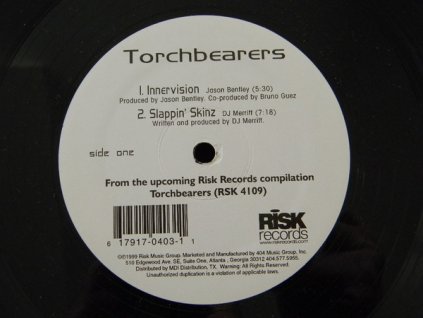 Torchbearers
1. Innervision Jason Bentley (5:30)
Produced by Jason Bentley. Co-produced by Bruno Guez
2. Slappin' Skinz DJ Merriff (7:18)
Written and produced by DJ Merriff.
side one
From the upcoming Risk Records compilation
Torchbearers (RSK 4109)
6 17917-0403-1 1
RISK
records
www.riskrecords.com
©℗1999 Risk Music Group. Marketed and Manufactured by 404 Music Group, Inc.
510 Edgewood Ave. SE, Suite One, Atlanta, Georgia 30312 404.577.5955.
Distributed by MDI Distribution, TX. Warning: All Rights Reserved.
Unauthorized duplication is a violation of applicable laws.